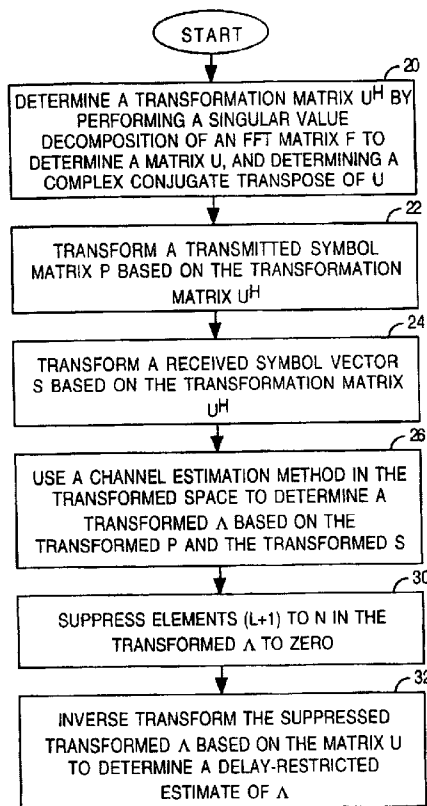 START
20
DETERMINE A TRANSFORMATION MATRIX Uᴴ BY
PERFORMING A SINGULAR VALUE
DECOMPOSITION OF AN FFT MATRIX F TO
DETERMINE A MATRIX U, AND DETERMINING A
COMPLEX CONJUGATE TRANSPOSE OF U
22
TRANSFORM A TRANSMITTED SYMBOL
MATRIX P BASED ON THE TRANSFORMATION
MATRIX Uᴴ
24
TRANSFORM A RECEIVED SYMBOL VECTOR
S BASED ON THE TRANSFORMATION MATRIX
Uᴴ
26
USE A CHANNEL ESTIMATION METHOD IN THE
TRANSFORMED SPACE TO DETERMINE A
TRANSFORMED Λ BASED ON THE
TRANSFORMED P AND THE TRANSFORMED S
30
SUPPRESS ELEMENTS (L+1) TO N IN THE
TRANSFORMED Λ TO ZERO
32
INVERSE TRANSFORM THE SUPPRESSED
TRANSFORMED Λ BASED ON THE MATRIX U
TO DETERMINE A DELAY-RESTRICTED
ESTIMATE OF Λ